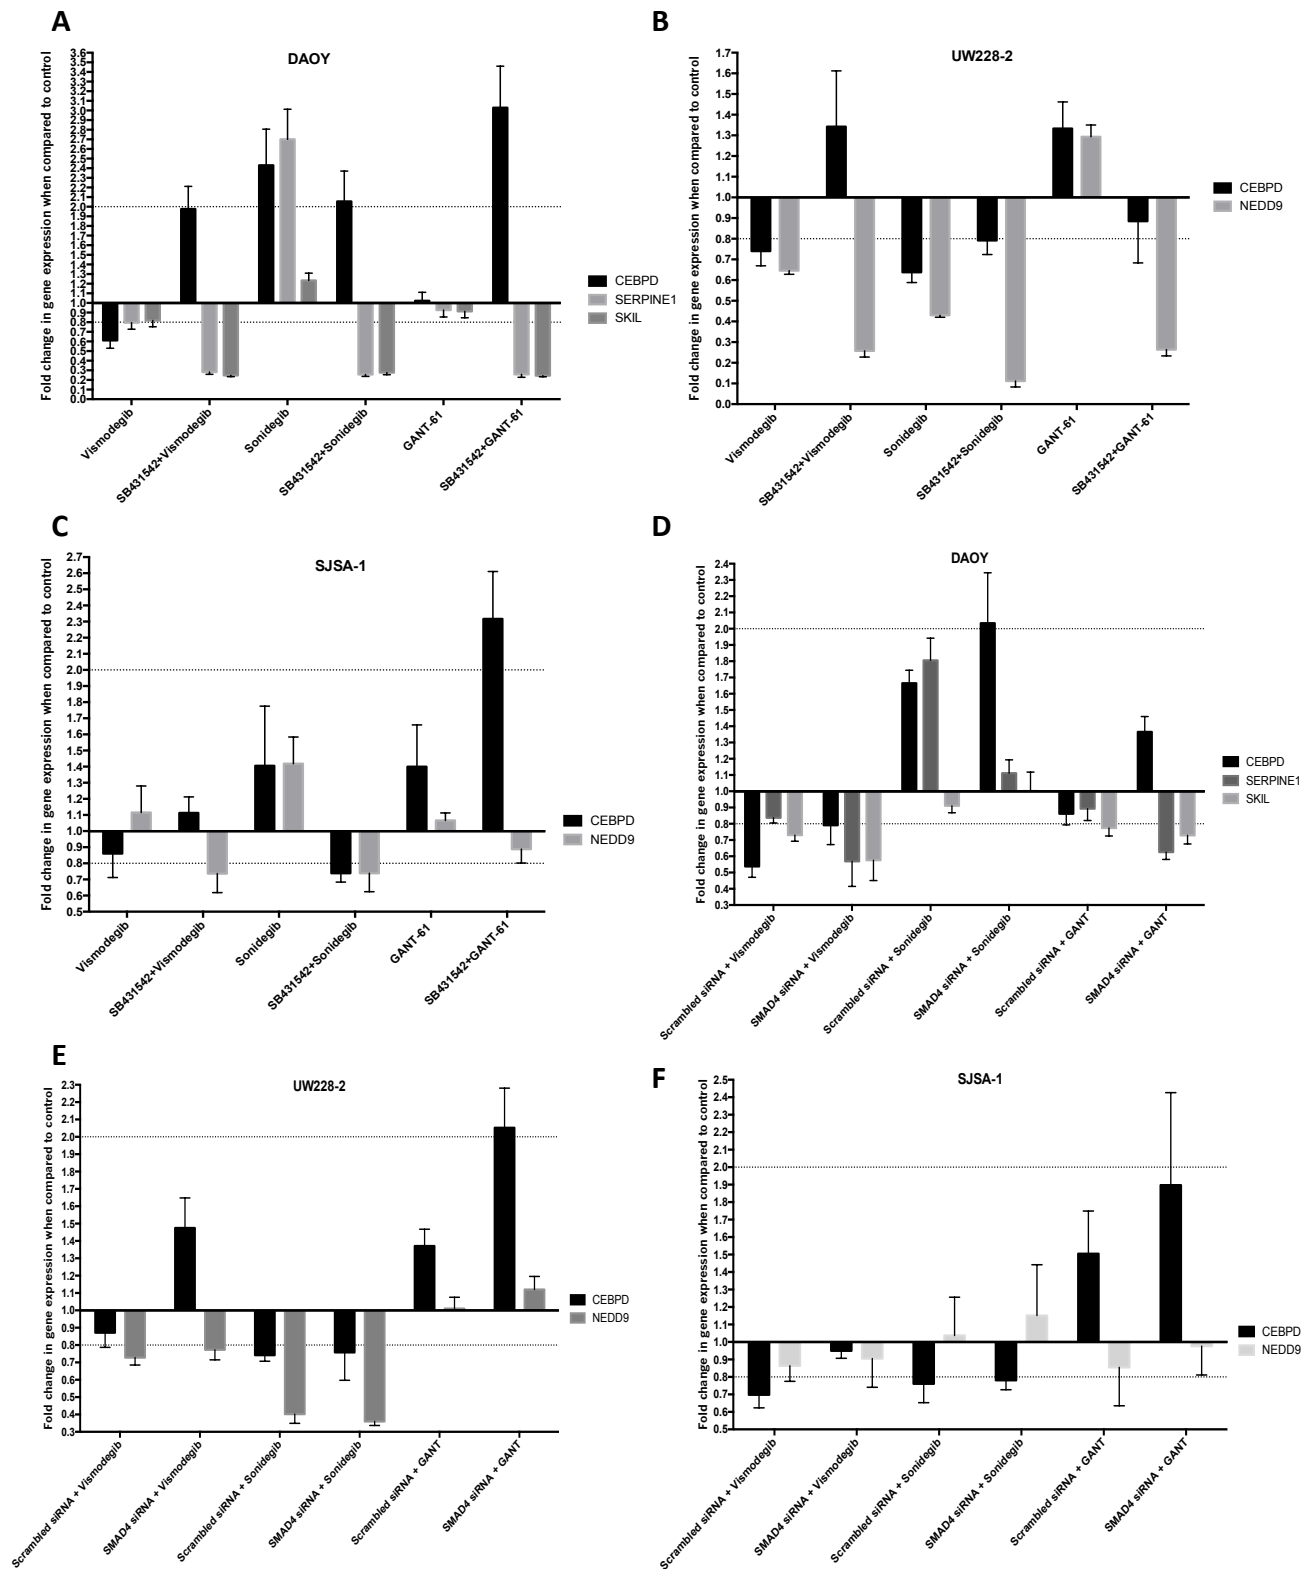 A
DAOY
Fold change in gene expression when compared to control
3.6
3.5
3.4
3.3
3.2
3.1
3.0
2.9
2.8
2.7
2.6
2.5
2.4
2.3
2.2
2.1
2.0
1.9
1.8
1.7
1.6
1.5
1.4
1.3
1.2
1.1
1.0
0.9
0.8
0.7
0.6
0.5
0.4
0.3
0.2
0.1
0.0
CEBPD
SERPINE1
SKIL
Vismodegib
SB431542+Vismodegib
Sonidegib
SB431542+Sonidegib
GANT-61
SB431542+GANT-61
B
UW228-2
Fold change in gene expression when compared to control
1.7
1.6
1.5
1.4
1.3
1.2
1.1
1.0
0.9
0.8
0.7
0.6
0.5
0.4
0.3
0.2
0.1
0.0
CEBPD
NEDD9
Vismodegib
SB431542+Vismodegib
Sonidegib
SB431542+Sonidegib
GANT-61
SB431542+GANT-61
C
SJSA-1
Fold change in gene expression when compared to control
2.7
2.6
2.5
2.4
2.3
2.2
2.1
2.0
1.9
1.8
1.7
1.6
1.5
1.4
1.3
1.2
1.1
1.0
0.9
0.8
0.7
0.6
0.5
CEBPD
NEDD9
Vismodegib
SB431542+Vismodegib
Sonidegib
SB431542+Sonidegib
GANT-61
SB431542+GANT-61
D
DAOY
Fold change in gene expression when compared to control
2.4
2.3
2.2
2.1
2.0
1.9
1.8
1.7
1.6
1.5
1.4
1.3
1.2
1.1
1.0
0.9
0.8
0.7
0.6
0.5
0.4
0.3
CEBPD
SERPINE1
SKIL
Scrambled siRNA + Vismodegib
SMAD4 siRNA + Vismodegib
Scrambled siRNA + Sonidegib
SMAD4 siRNA + Sonidegib
Scrambled siRNA + GANT
SMAD4 siRNA + GANT
E
UW228-2
Fold change in gene expression when compared to control
2.3
2.2
2.1
2.0
1.9
1.8
1.7
1.6
1.5
1.4
1.3
1.2
1.1
1.0
0.9
0.8
0.7
0.6
0.5
0.4
0.3
CEBPD
NEDD9
Scrambled siRNA + Vismodegib
SMAD4 siRNA + Vismodegib
Scrambled siRNA + Sonidegib
SMAD4 siRNA + Sonidegib
Scrambled siRNA + GANT
SMAD4 siRNA + GANT
F
SJSA-1
Fold change in gene expression when compared to control
2.5
2.4
2.3
2.2
2.1
2.0
1.9
1.8
1.7
1.6
1.5
1.4
1.3
1.2
1.1
1.0
0.9
0.8
0.7
0.6
0.5
CEBPD
NEDD9
Scrambled siRNA + Vismodegib
SMAD4 siRNA + Vismodegib
Scrambled siRNA + Sonidegib
SMAD4 siRNA + Sonidegib
Scrambled siRNA + GANT
SMAD4 siRNA + GANT